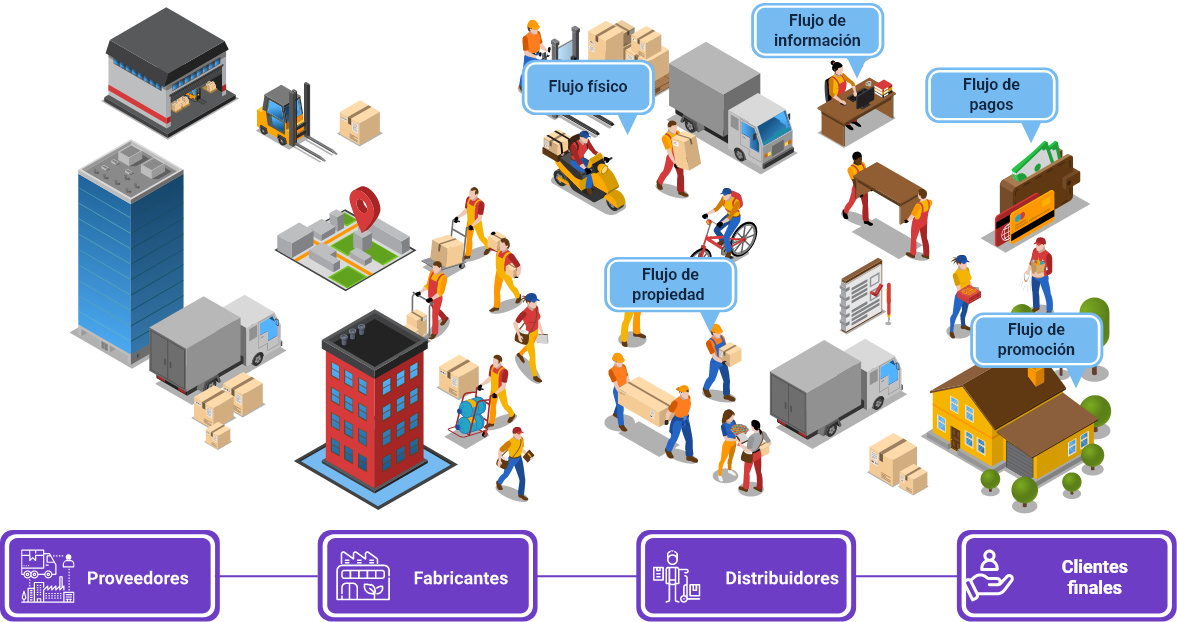 Flujo de
información
Flujo físico
Flujo de
pagos
Flujo de
propiedad
Flujo de
promoción
Proveedores
Fabricantes
Distribuidores
Clientes
finales